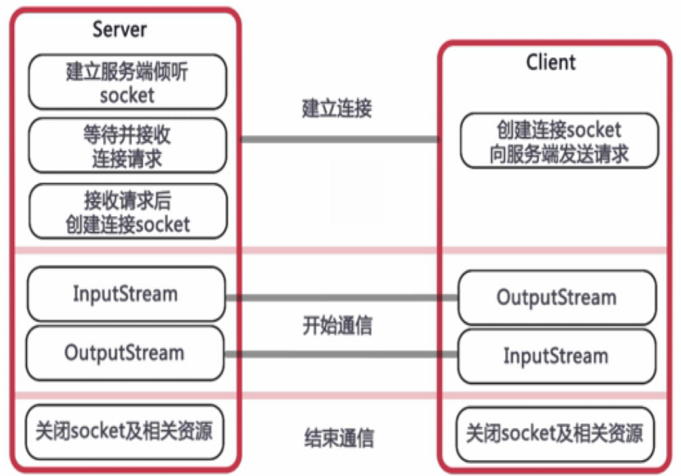 Server
建立服务端倾听
socket
等待并接收
连接请求
接收请求后
创建连接socket
建立连接
Client
创建连接socket
向服务端发送请求
InputStream
OutputStream
开始通信
OutputStream
InputStream
关闭socket及相关资源
结束通信
关闭socket及相关资源